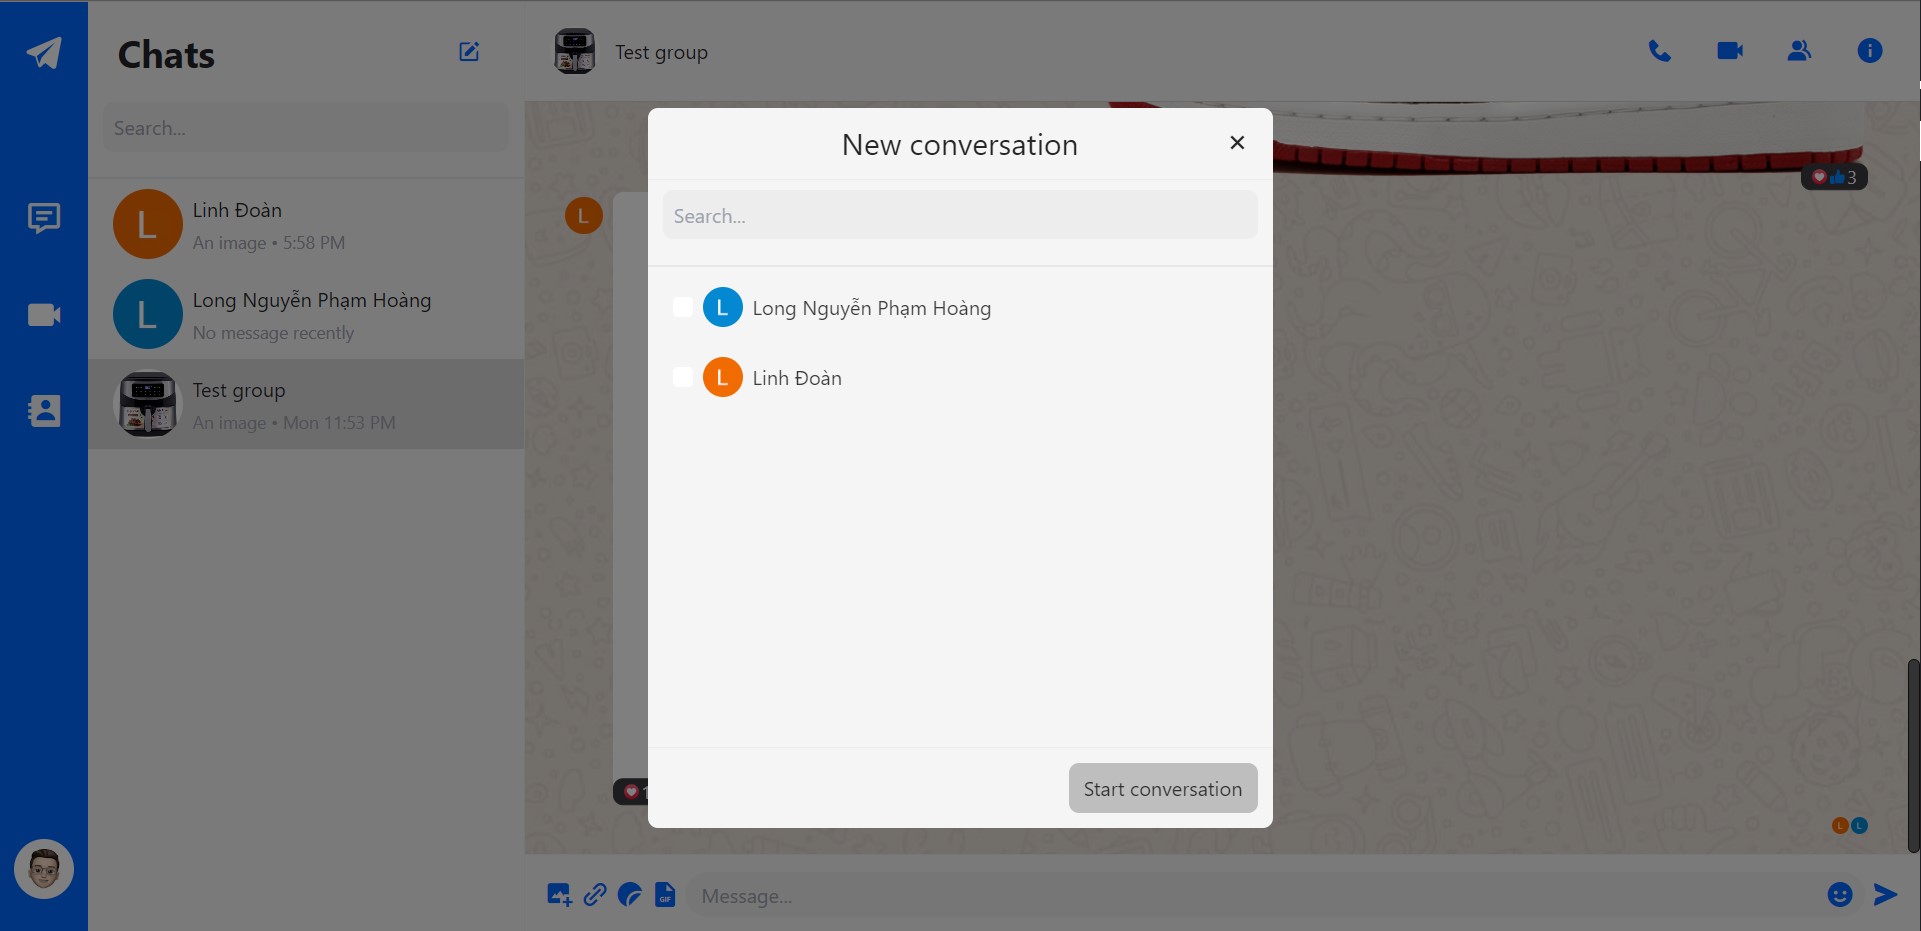 Chats
Search...
L
Linh Đoàn
An image • 5:58 PM
L
Long Nguyễn Phạm Hoàng
No message recently
Test group
An image • Mon 11:53 PM
Test group
3
L
New conversation
Search...
L Long Nguyễn Phạm Hoàng
L Linh Đoàn
Start conversation
1
L L
GIF
Message...